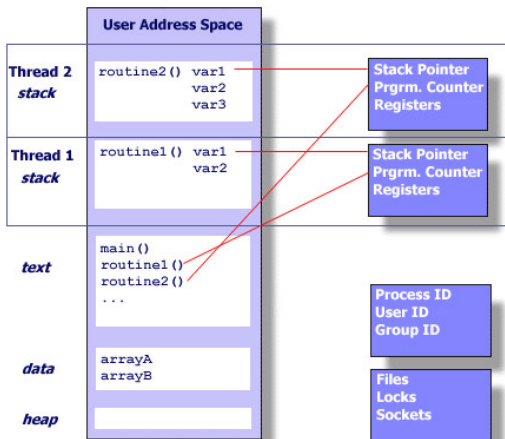 User Address Space
Thread 2
stack
routine2() var1
var2
var3
Stack Pointer
Prgrm. Counter
Registers
Thread 1
stack
routine1() var1
var2
Stack Pointer
Prgrm. Counter
Registers
text
main()
routine1()
routine2()
...
Process ID
User ID
Group ID
data
arrayA
arrayB
Files
Locks
Sockets
heap